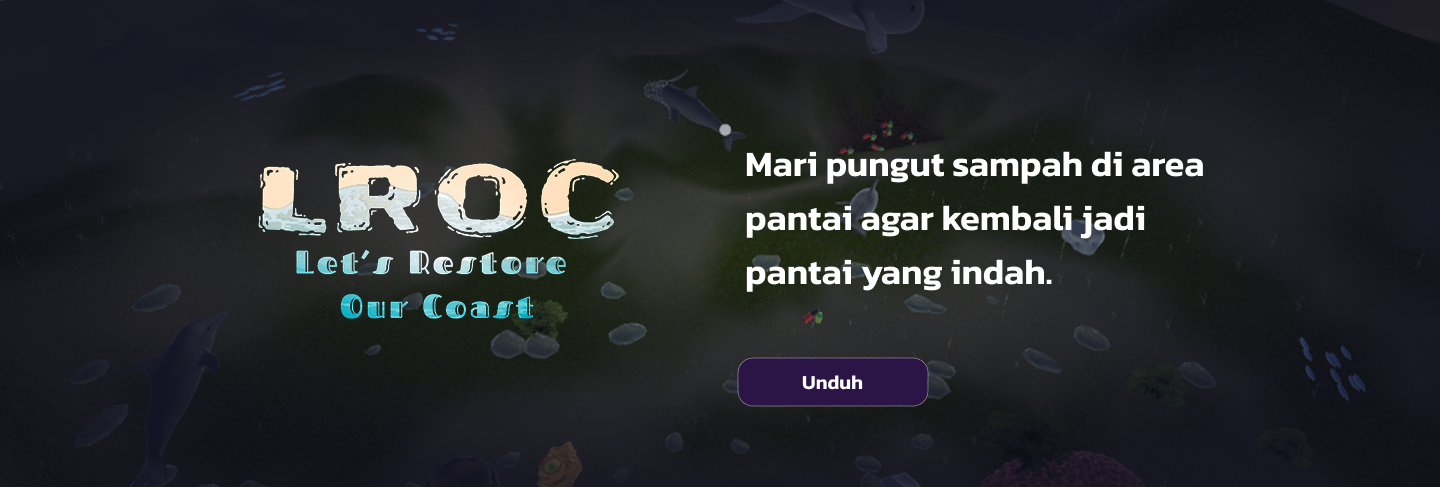 LROC
Let's Restore
Our Coast
Mari pungut sampah di area
pantai agar kembali jadi
pantai yang indah.
Unduh